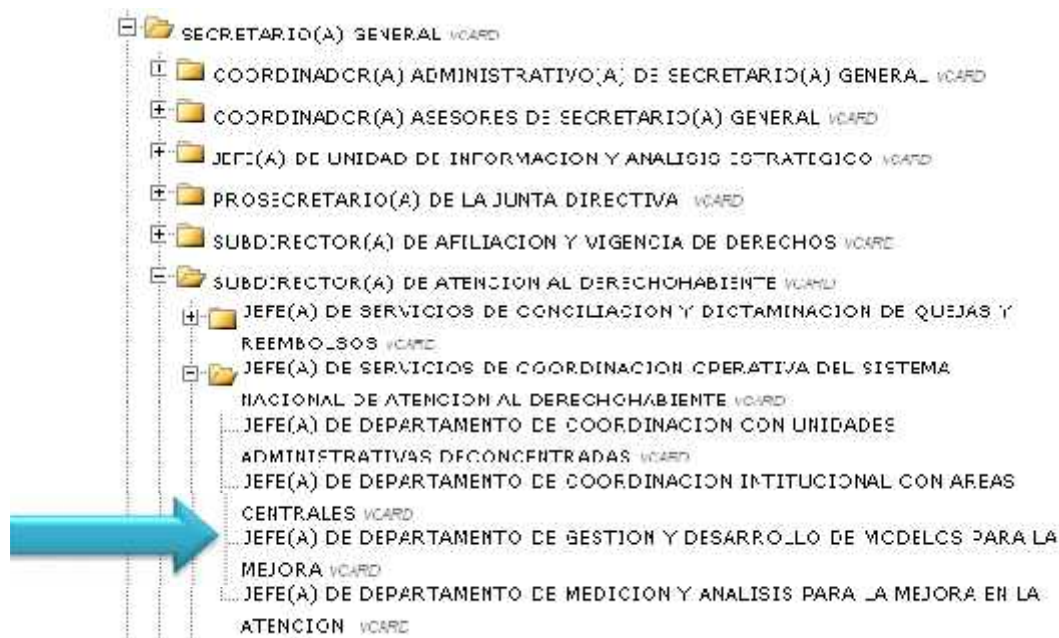 SECRETARIO(A) GENERAL VCARD
COORDINADOR(A) ADMINISTRATIVO(A) DE SECRETARIO(A) GENERAL VCARD
COORDINADOR(A) ASESORES DE SECRETARIO(A) GENERAL VCARD
JEFE(A) DE UNIDAD DE INFORMACION Y ANALISIS ESTRATEGICO VCARD
PROSECRETARIO(A) DE LA JUNTA DIRECTIVA VCARD
SUBDIRECTOR(A) DE AFILIACION Y VIGENCIA DE DERECHOS VCARD
SUBDIRECTOR(A) DE ATENCION AL DERECHOHABIENTE VCARD
JEFE(A) DE SERVICIOS DE CONCILIACION Y DICTAMINACION DE QUEJAS Y
REEMBOLSOS VCARD
JEFE(A) DE SERVICIOS DE COORDINACION OPERATIVA DEL SISTEMA
NACIONAL DE ATENCION AL DERECHOHABIENTE VCARD
JEFE(A) DE DEPARTAMENTO DE COORDINACION CON UNIDADES
ADMINISTRATIVAS DECONCENTRADAS VCARD
JEFE(A) DE DEPARTAMENTO DE COORDINACION INTITUCIONAL CON AREAS
CENTRALES VCARD
JEFE(A) DE DEPARTAMENTO DE GESTION Y DESARROLLO DE MODELOS PARA LA
MEJORA VCARD
JEFE(A) DE DEPARTAMENTO DE MEDICION Y ANALISIS PARA LA MEJORA EN LA
ATENCION VCARD